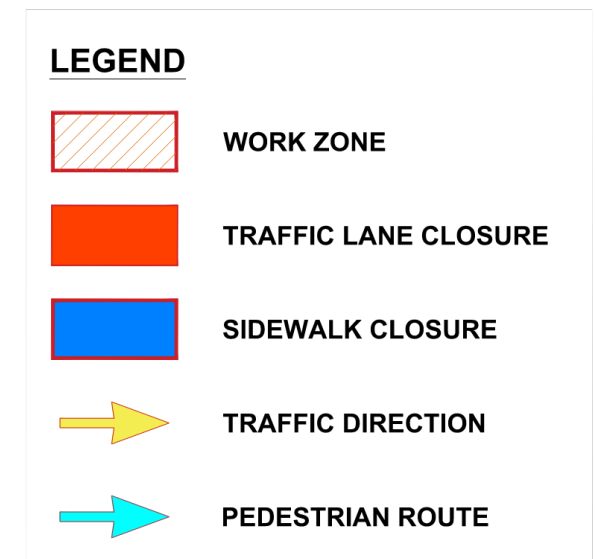 LEGEND
WORK ZONE
TRAFFIC LANE CLOSURE
SIDEWALK CLOSURE
TRAFFIC DIRECTION
PEDESTRIAN ROUTE